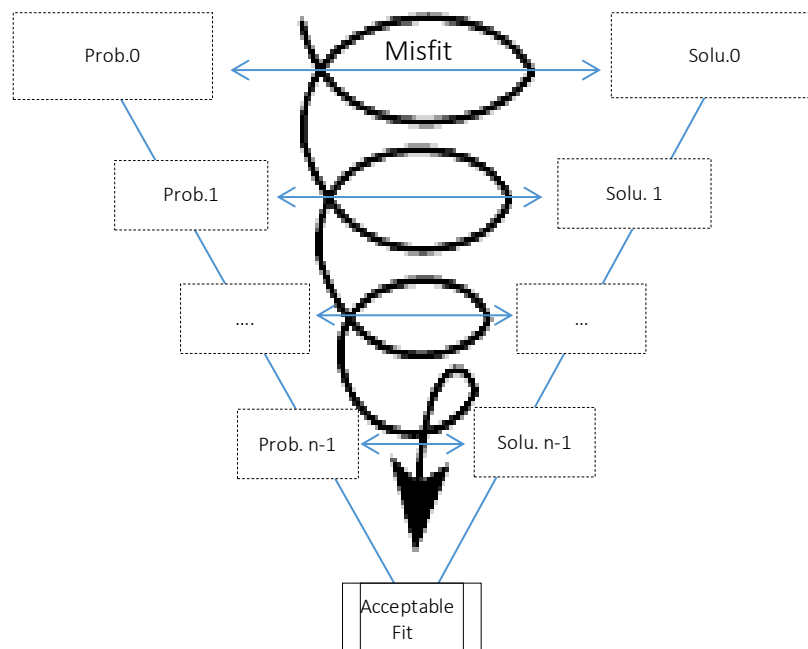 Prob.0
Misfit
Solu.0
Prob.1
Solu. 1
....
...
Prob. n-1
Solu. n-1
Acceptable
Fit